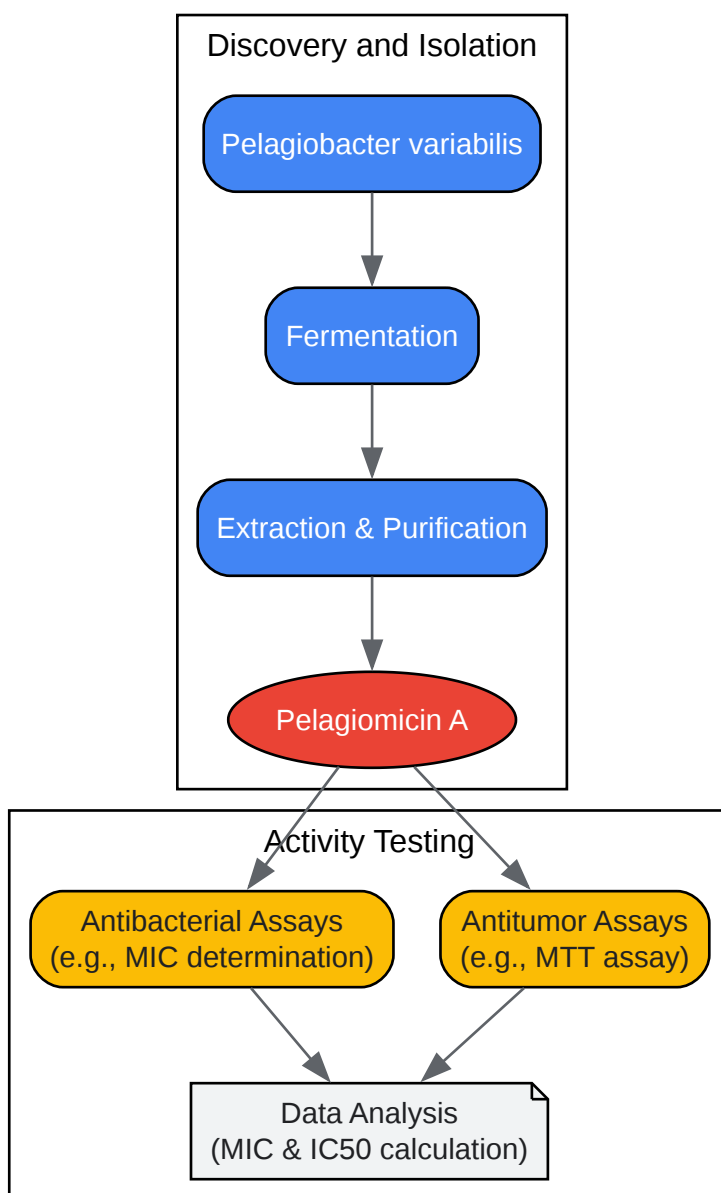 Discovery and Isolation
Pelagiobacter variabilis
Fermentation
Extraction & Purification
Pelagiomicin A
Activity Testing
Antibacterial Assays
(e.g., MIC determination)
Antitumor Assays
(e.g., MTT assay)
Data Analysis
(MIC & IC50 calculation)